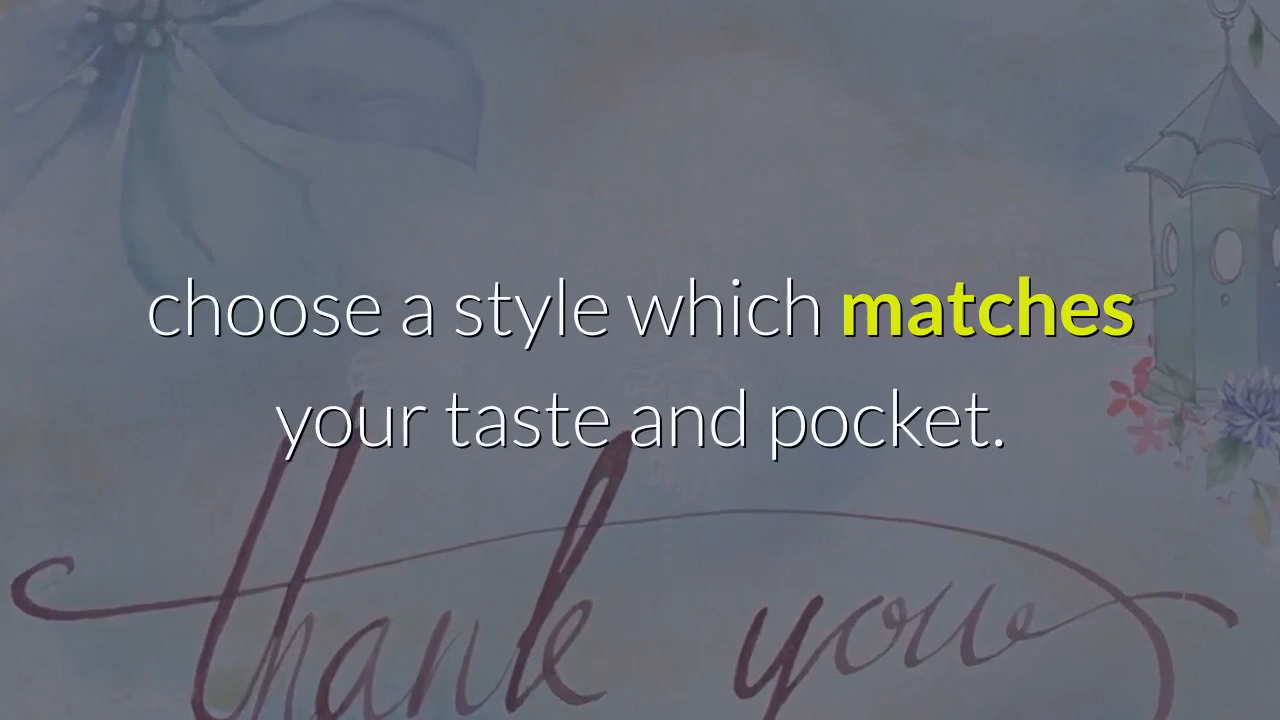 choose a style which matches
your taste and pocket.
thank you